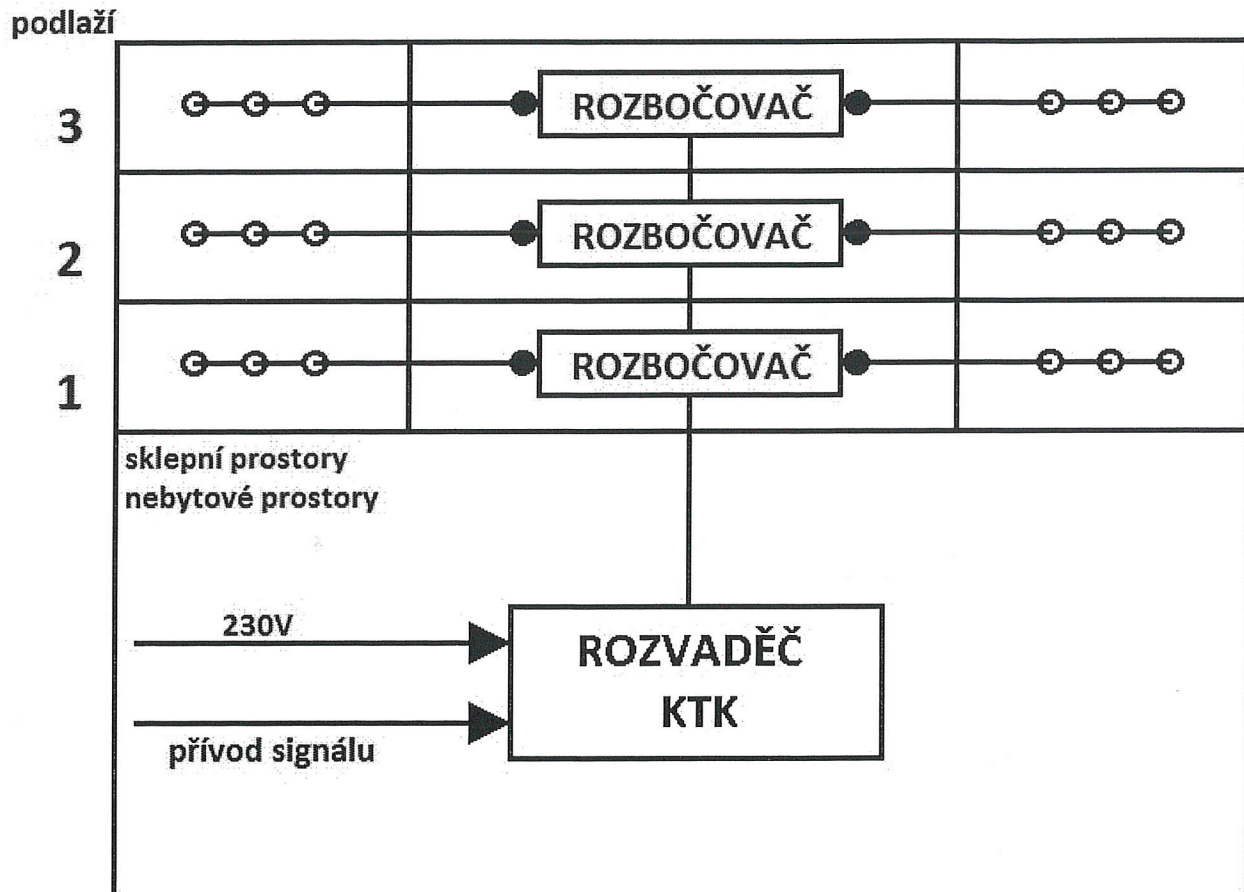 podlaží
3
ROZBOČOVAČ
2
ROZBOČOVAČ
1
ROZBOČOVAČ
sklepní prostory
nebytové prostory
230V
ROZVADĚČ
KTK
přívod signálu